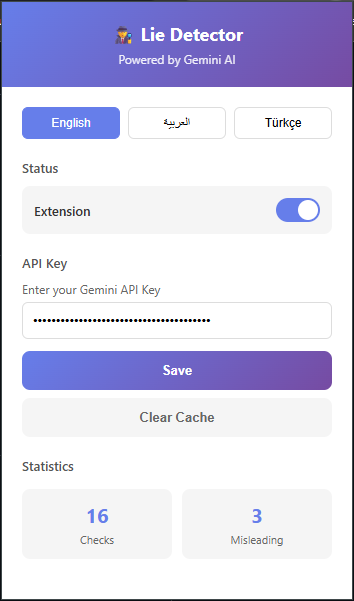 🕵️ Lie Detector
Powered by Gemini AI
English العربية Türkçe
Status
Extension
API Key
Enter your Gemini API Key
••••••••••••••••••••••••••••••••••••••
Save
Clear Cache
Statistics
16 3
Checks Misleading